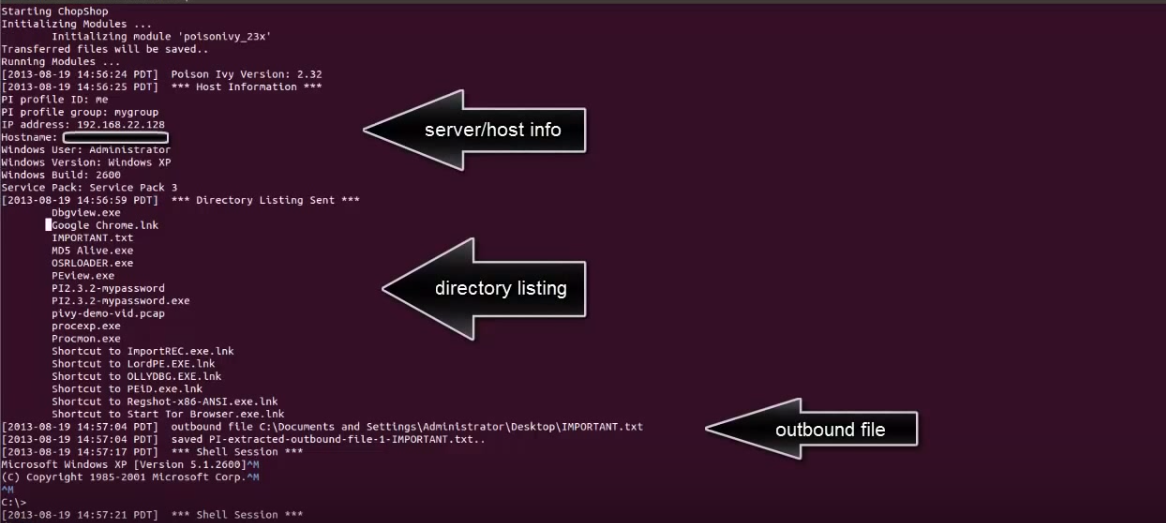 Starting ChopShop
Initializing Modules ...
Initializing module 'poisonivy_23x'
Transferred files will be saved..
Running Modules ...
[2013-08-19 14:56:24 PDT] Poison Ivy Version: 2.32
[2013-08-19 14:56:25 PDT] *** Host Information ***
PI profile ID: me
PI profile group: mygroup
IP address: 192.168.22.128
Hostname:
Windows User: Administrator
Windows Version: Windows XP
Windows Build: 2600
Service Pack: Service Pack 3
server/host info
[2013-08-19 14:56:59 PDT] *** Directory Listing Sent ***
Dbgview.exe
Google Chrome.lnk
IMPORTANT.txt
MD5 Alive.exe
OSRLOADER.exe
PEview.exe
PI2.3.2-mypassword
PI2.3.2-mypassword.exe
pivy-demo-vid.pcap
procexp.exe
Procmon.exe
Shortcut to ImportREC.exe.lnk
Shortcut to LordPE.EXE.lnk
Shortcut to OLLYDBG.EXE.lnk
Shortcut to PEiD.exe.lnk
Shortcut to Regshot-x86-ANSI.exe.lnk
Shortcut to Start Tor Browser.exe.lnk
directory listing
[2013-08-19 14:57:04 PDT] outbound file C:\Documents and Settings\Administrator\Desktop\IMPORTANT.txt
[2013-08-19 14:57:04 PDT] saved PI-extracted-outbound-file-1-IMPORTANT.txt..
outbound file
[2013-08-19 14:57:17 PDT] *** Shell Session ***
Microsoft Windows XP [Version 5.1.2600]^M
(C) Copyright 1985-2001 Microsoft Corp.^M
^M
C:\>
[2013-08-19 14:57:21 PDT] *** Shell Session ***